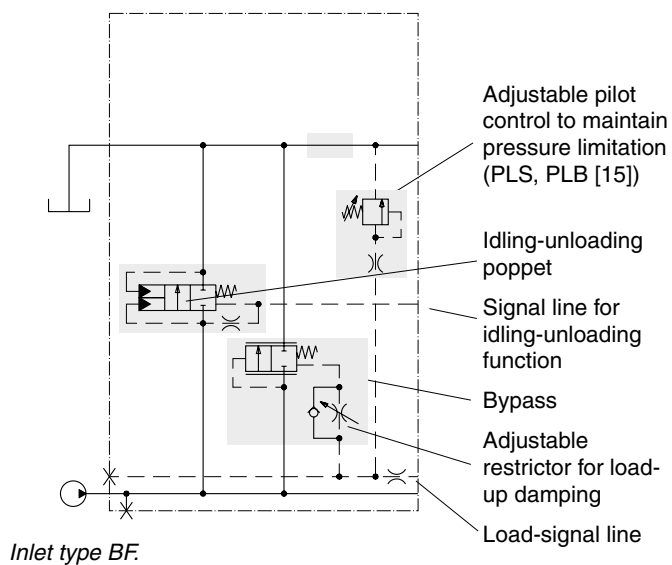 Adjustable pilot
control to maintain
pressure limitation
(PLS, PLB [15])
Idling-unloading
poppet
Signal line for
idling-unloading
function
Bypass
Adjustable
restrictor for load-
up damping
Load-signal line
Inlet type BF.